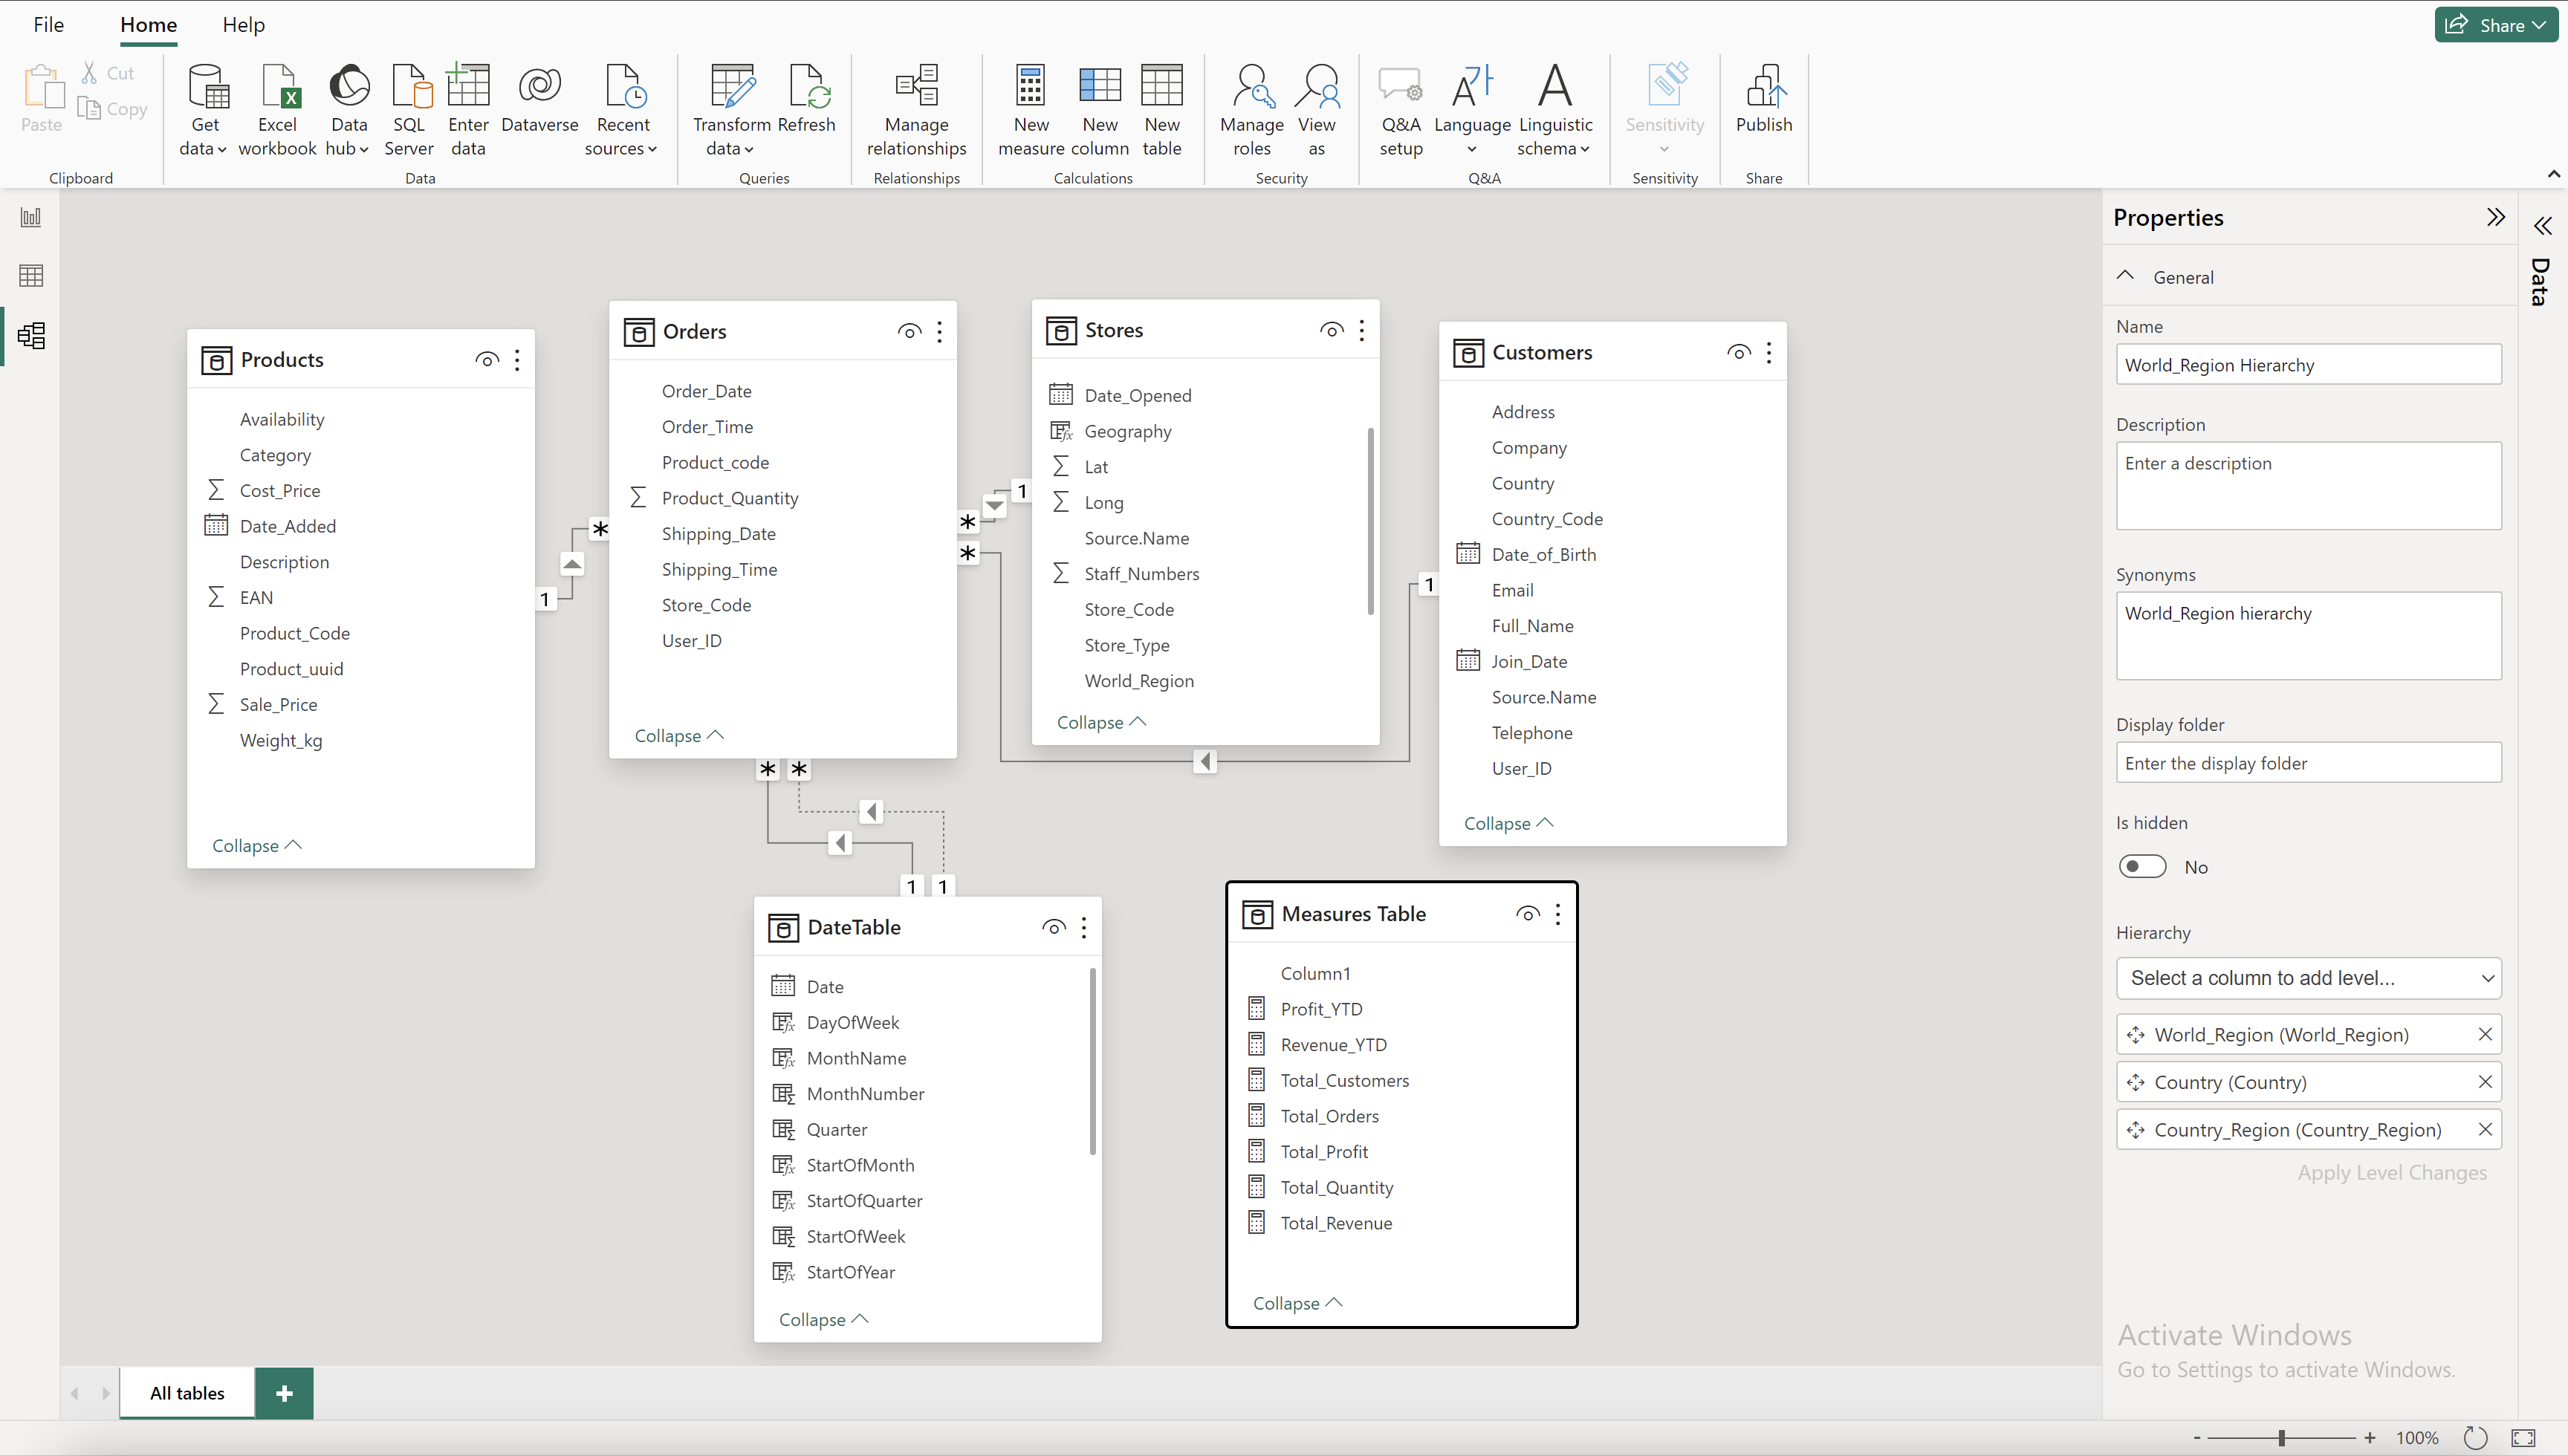 File
Home
Help
Share
Paste
Cut
Copy
Clipboard
Get data
Excel workbook
Data hub
SQL Server
Enter data
Dataverse
Recent sources
Data
Transform data
Refresh
Queries
Manage relationships
Relationships
New measure
New column
New table
Calculations
Manage roles
View as
Security
Q&A setup
Language
Linguistic schema
Q&A
Sensitivity
Sensitivity
Publish
Share
Products
Availability
Category
Cost_Price
Date_Added
Description
EAN
Product_Code
Product_uuid
Sale_Price
Weight_kg
Collapse
1
*
Orders
Order_Date
Order_Time
Product_code
Product_Quantity
Shipping_Date
Shipping_Time
Store_Code
User_ID
Collapse
*
*
1
*
*
Stores
Date_Opened
Geography
Lat
Long
Source.Name
Staff_Numbers
Store_Code
Store_Type
World_Region
Collapse
1
Customers
Address
Company
Country
Country_Code
Date_of_Birth
Email
Full_Name
Join_Date
Source.Name
Telephone
User_ID
Collapse
1
1
DateTable
Date
DayOfWeek
MonthName
MonthNumber
Quarter
StartOfMonth
StartOfQuarter
StartOfWeek
StartOfYear
Collapse
Measures Table
Column1
Profit_YTD
Revenue_YTD
Total_Customers
Total_Orders
Total_Profit
Total_Quantity
Total_Revenue
Collapse
Properties
General
Name
World_Region Hierarchy
Description
Enter a description
Synonyms
World_Region hierarchy
Display folder
Enter the display folder
Is hidden
No
Hierarchy
Select a column to add level...
World_Region (World_Region)
Country (Country)
Country_Region (Country_Region)
Apply Level Changes
Data
Activate Windows
Go to Settings to activate Windows.
All tables
+
- + 100%